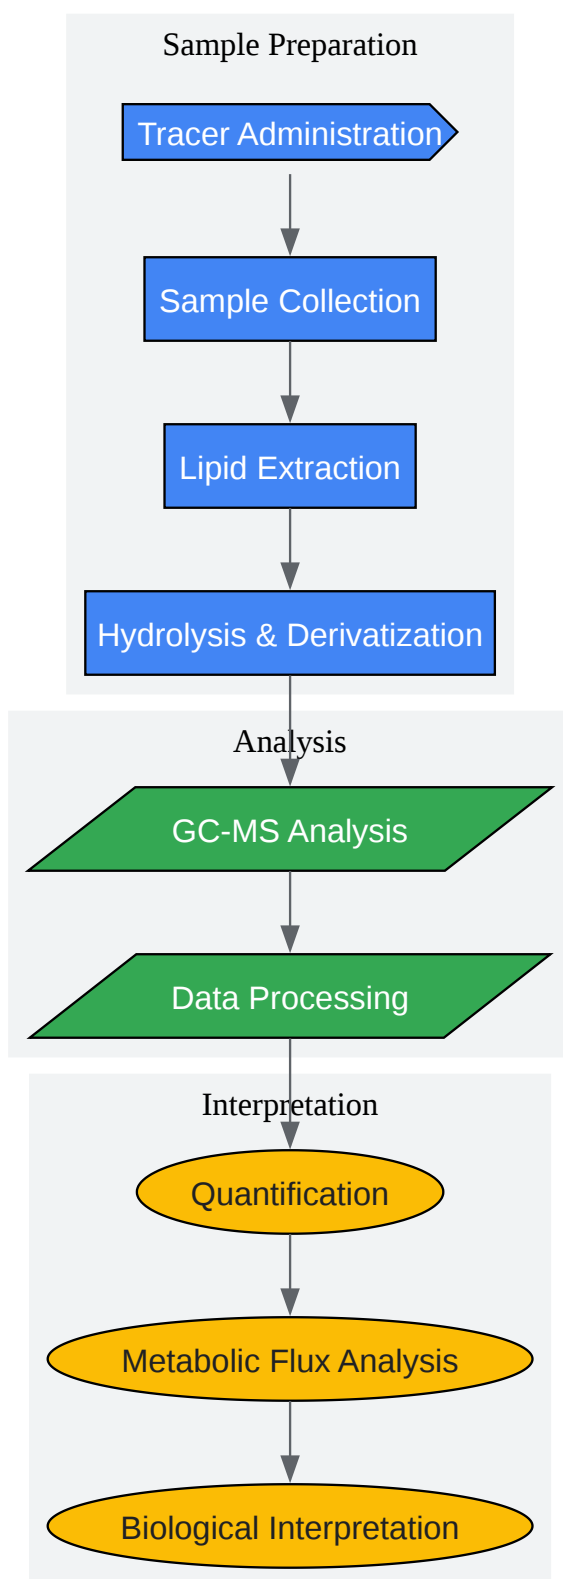 Sample Preparation
Tracer Administration
Sample Collection
Lipid Extraction
Hydrolysis & Derivatization
Analysis
GC-MS Analysis
Data Processing
Interpretation
Quantification
Metabolic Flux Analysis
Biological Interpretation